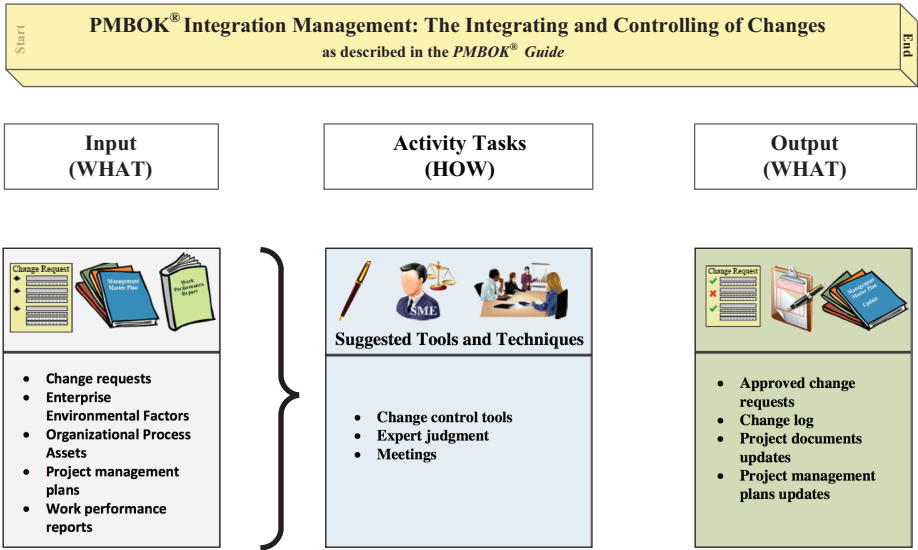 Start
PMBOK® Integration Management: The Integrating and Controlling of Changes
as described in the PMBOK® Guide
End
Input
(WHAT)
Activity Tasks
(HOW)
Output
(WHAT)
Change Request
Management
Master Plan
Work
Performance
Report
• Change requests
• Enterprise
Environmental Factors
• Organizational Process
Assets
• Project management
plans
• Work performance
reports
SME
Suggested Tools and Techniques
• Change control tools
• Expert judgment
• Meetings
Change Request
Management
Master Plan
Update
• Approved change
requests
• Change log
• Project documents
updates
• Project management
plans updates